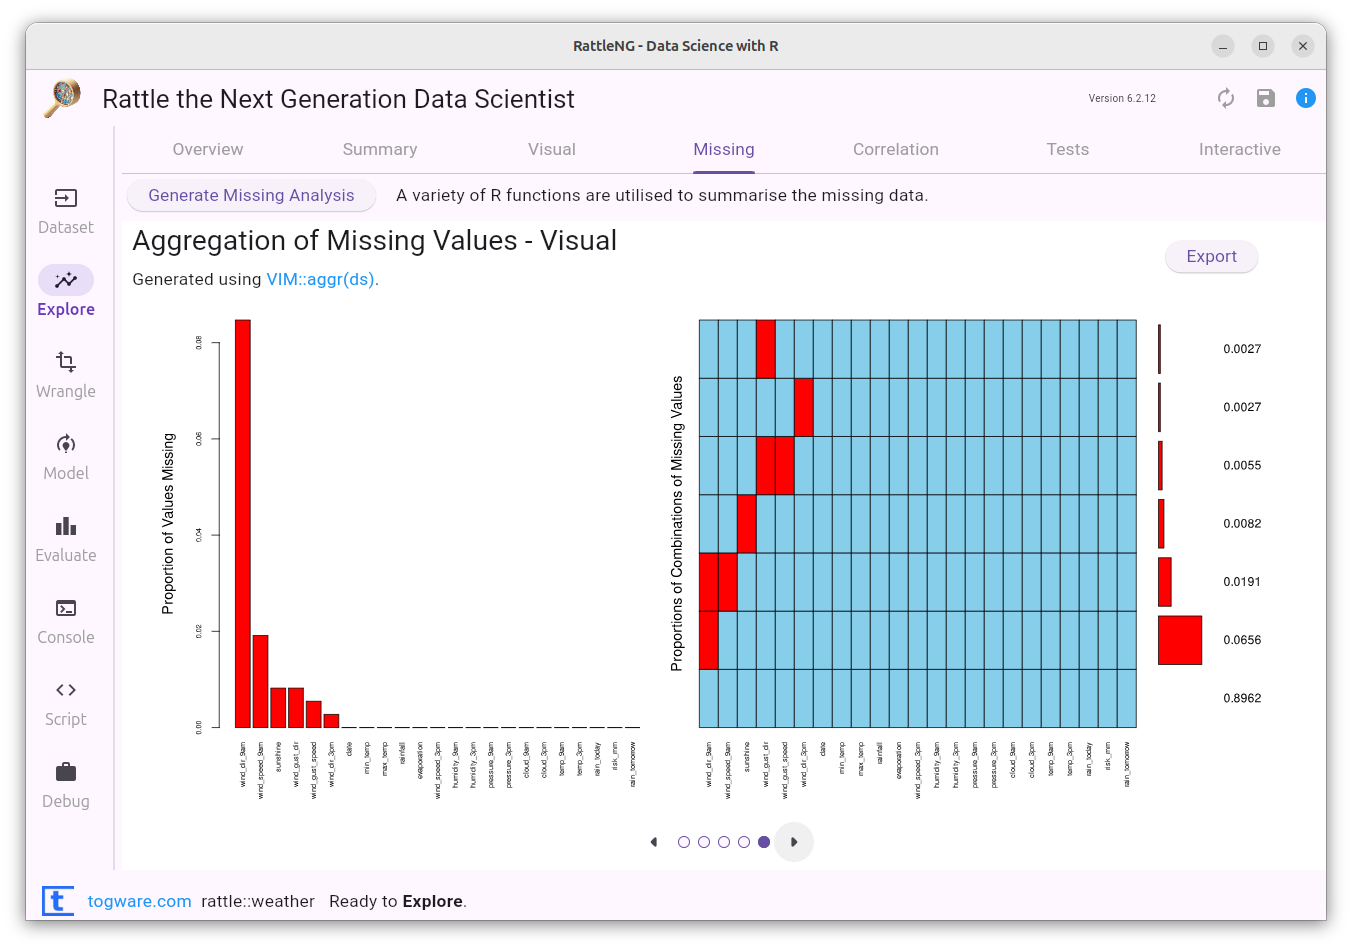 RattleNG - Data Science with R
Rattle the Next Generation Data Scientist
Version 6.2.12
Overview
Summary
Visual
Missing
Correlation
Tests
Interactive
Generate Missing Analysis
A variety of R functions are utilised to summarise the missing data.
Dataset
Explore
Wrangle
Model
Evaluate
Console
Script
Debug
Aggregation of Missing Values - Visual
Export
Generated using VIM::aggr(ds).
Proportion of Values Missing
0.08
0.06
0.04
0.02
0.00
wind_dir_9am
wind_speed_9am
sunshine
wind_gust_dir
wind_gust_speed
wind_dir_3pm
date
min_temp
max_temp
rainfall
evaporation
wind_speed_3pm
humidity_9am
humidity_3pm
pressure_9am
pressure_3pm
cloud_9am
cloud_3pm
temp_9am
temp_3pm
rain_today
risk_mm
rain_tomorrow
Proportions of Combinations of Missing Values
0.0027
0.0027
0.0055
0.0082
0.0191
0.0656
0.8962
wind_dir_9am
wind_speed_9am
sunshine
wind_gust_dir
wind_gust_speed
wind_dir_3pm
date
min_temp
max_temp
rainfall
evaporation
wind_speed_3pm
humidity_9am
humidity_3pm
pressure_9am
pressure_3pm
cloud_9am
cloud_3pm
temp_9am
temp_3pm
rain_today
risk_mm
rain_tomorrow
t togware.com rattle::weather Ready to Explore.